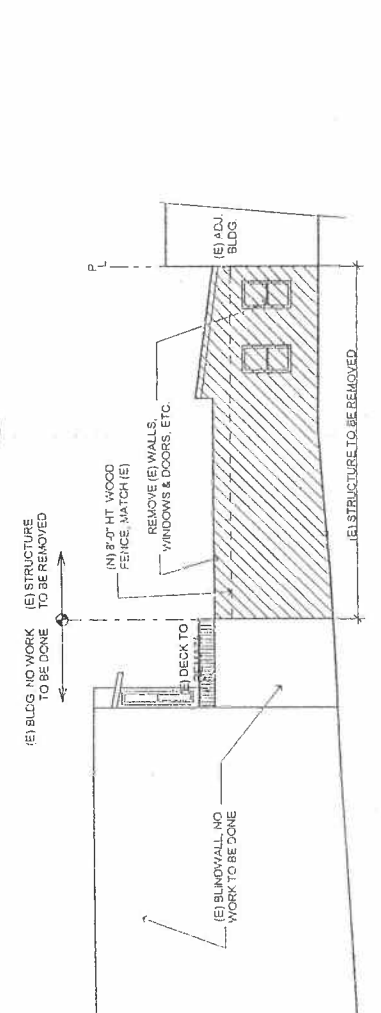 (E) BLDG NO WORK
TO BE DONE
(E) STRUCTURE
TO BE REMOVED
(N) 8'-0" HT WOOD
FENCE, MATCH (E)
REMOVE (E) WALLS,
WINDOWS & DOORS, ETC.
PL
(E) ADJ.
BLDG.
(E) DECK TO
(E) BLINDWALL, NO
WORK TO BE DONE
(E) STRUCTURE TO BE REMOVED